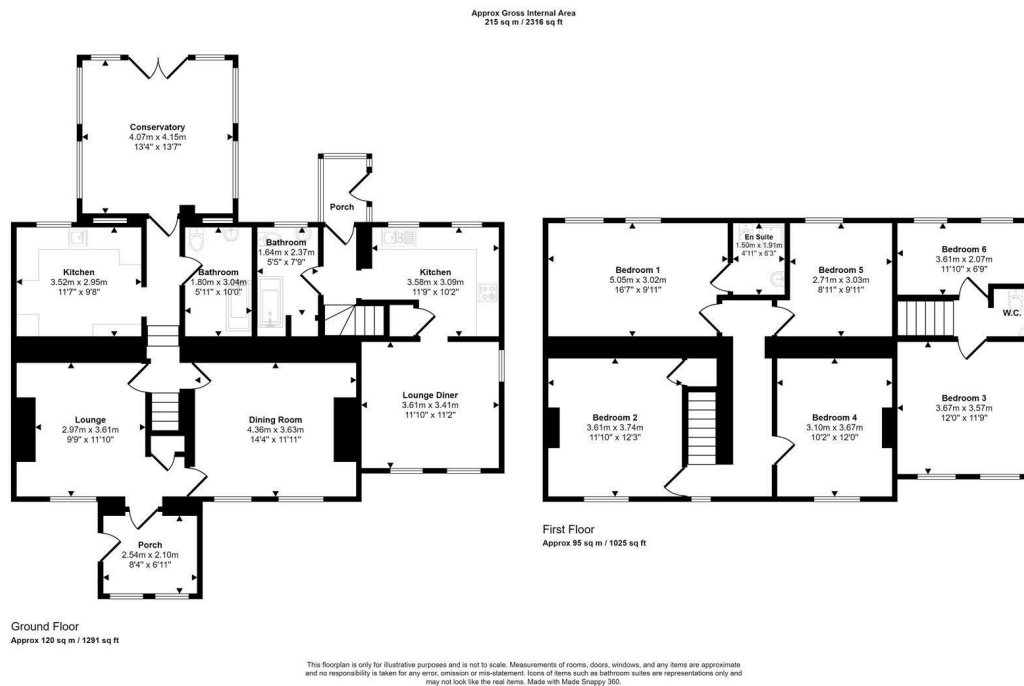 Approx Gross Internal Area
215 sq m / 2316 sq ft
Conservatory
4.07m x 4.15m
13'4" x 13'7"
Porch
Kitchen
3.52m x 2.95m
11'7" x 9'8"
Bathroom
1.80m x 3.04m
5'11" x 10'0"
Bathroom
1.64m x 2.37m
5'5" x 7'9"
Kitchen
3.58m x 3.09m
11'9" x 10'2"
Lounge
2.97m x 3.61m
9'9" x 11'10"
Dining Room
4.36m x 3.63m
14'4" x 11'11"
Lounge Diner
3.61m x 3.41m
11'10" x 11'2"
Porch
2.54m x 2.10m
8'4" x 6'11"
Ground Floor
Approx 120 sq m / 1291 sq ft
Bedroom 1
5.05m x 3.02m
16'7" x 9'11"
En Suite
1.50m x 1.91m
4'11" x 6'3"
Bedroom 5
2.71m x 3.03m
8'11" x 9'11"
Bedroom 6
3.61m x 2.07m
11'10" x 6'9"
W.C.
Bedroom 2
3.61m x 3.74m
11'10" x 12'3"
Bedroom 4
3.10m x 3.67m
10'2" x 12'0"
Bedroom 3
3.67m x 3.57m
12'0" x 11'9"
First Floor
Approx 95 sq m / 1025 sq ft
This floorplan is only for illustrative purposes and is not to scale. Measurements of rooms, doors, windows, and any items are approximate
and no responsibility is taken for any error, omission or mis-statement. Icons of items such as bathroom suites are representations only and
may not look like the real items. Made with Made Snappy 360.